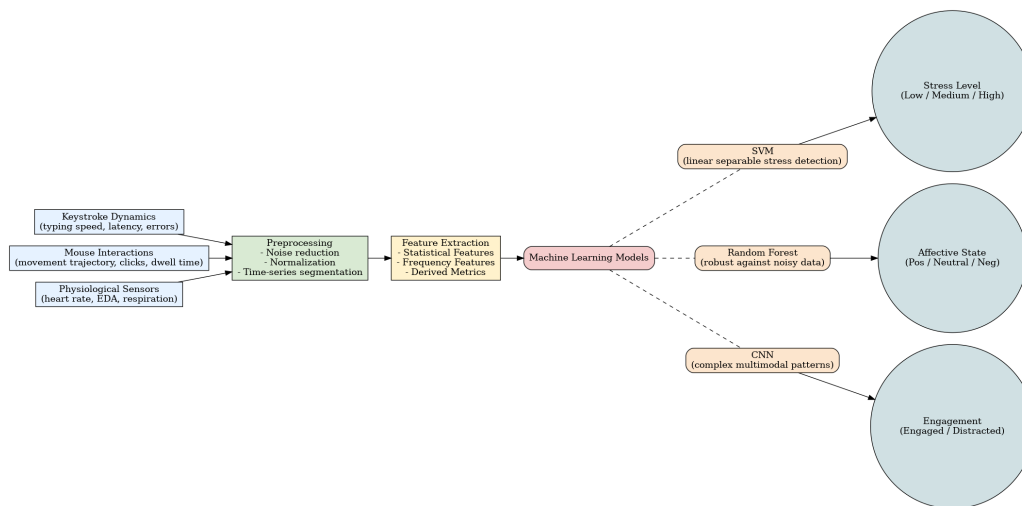 Keystroke Dynamics
(typing speed, latency, errors)
Mouse Interactions
(movement trajectory, clicks, dwell time)
Physiological Sensors
(heart rate, EDA, respiration)
Preprocessing
- Noise reduction
- Normalization
- Time-series segmentation
Feature Extraction
- Statistical Features
- Frequency Features
- Derived Metrics
Machine Learning Models
SVM
(linear separable stress detection)
Random Forest
(robust against noisy data)
CNN
(complex multimodal patterns)
Stress Level
(Low / Medium / High)
Affective State
(Pos / Neutral / Neg)
Engagement
(Engaged / Distracted)